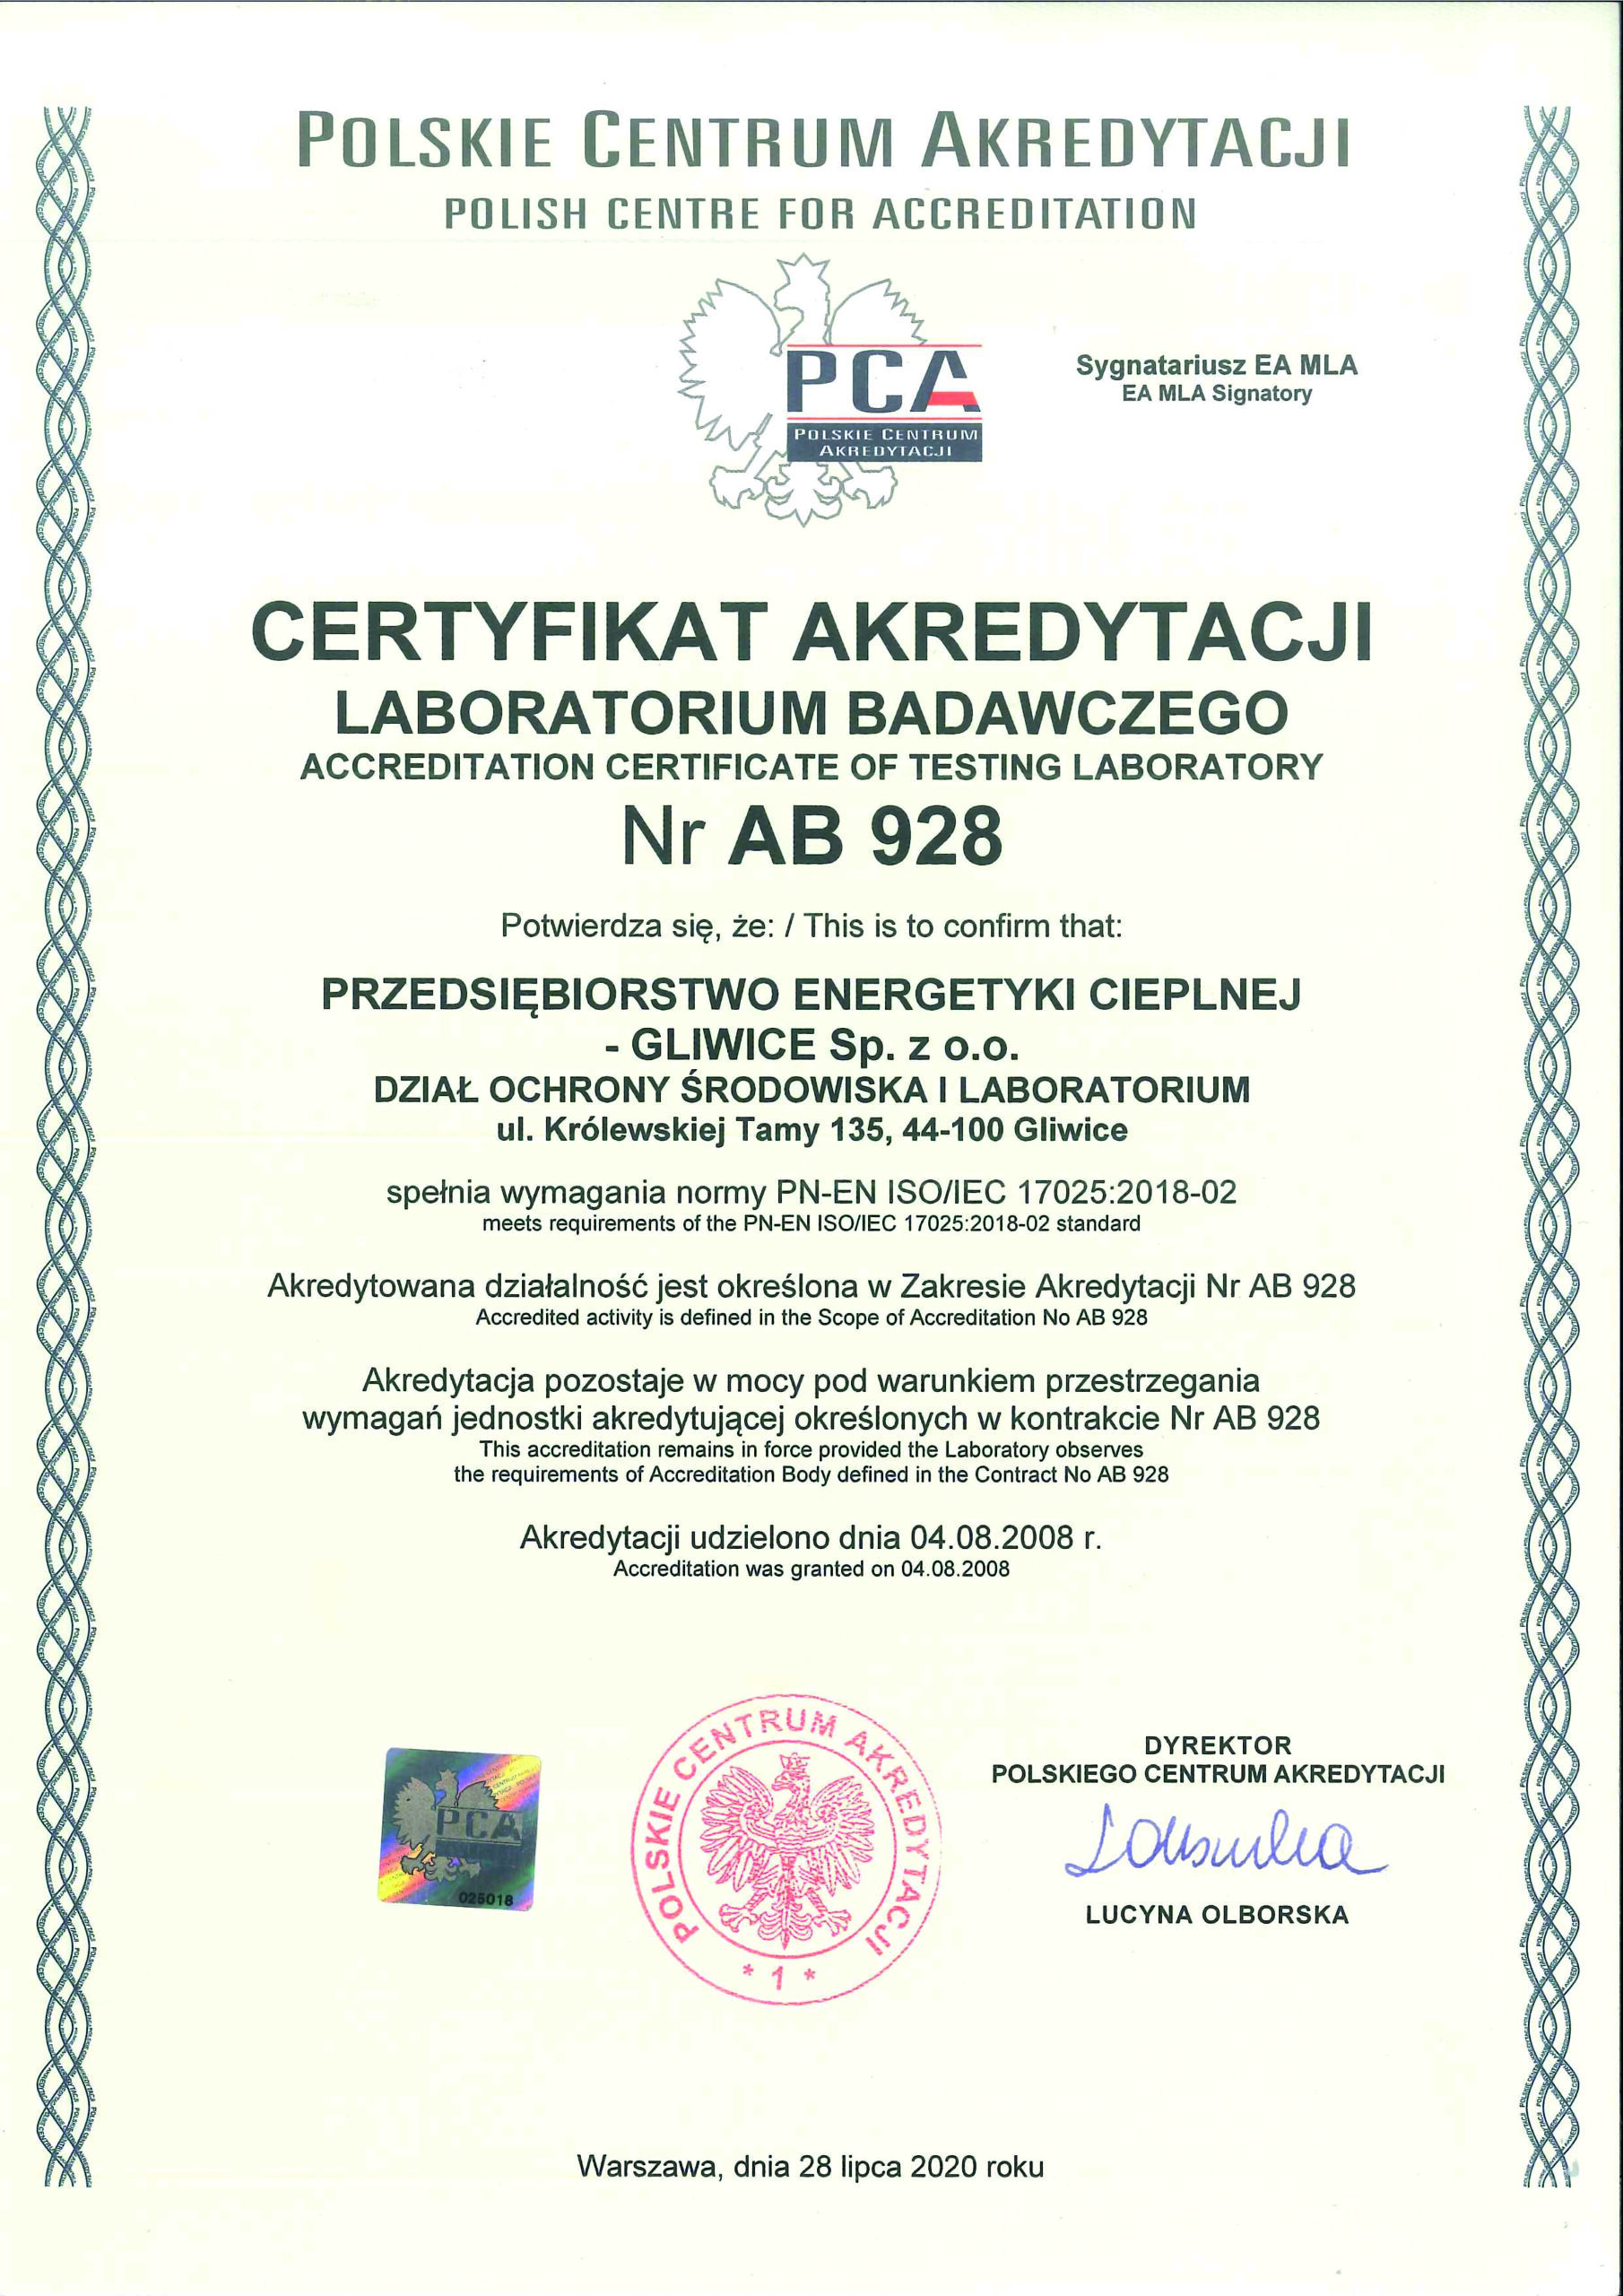 POLSKIE CENTRUM AKREDYTACJI
POLISH CENTRE FOR ACCREDITATION
PCA
POLSKIE CENTRUM
AKREDYTACJI
Sygnatariusz EA MLA
EA MLA Signatory
CERTYFIKAT AKREDYTACJI
LABORATORIUM BADAWCZEGO
ACCREDITATION CERTIFICATE OF TESTING LABORATORY
Nr AB 928
Potwierdza się, że: / This is to confirm that:
PRZEDSIĘBIORSTWO ENERGETYKI CIEPLNEJ
- GLIWICE Sp. z o.o.
DZIAŁ OCHRONY ŚRODOWISKA I LABORATORIUM
ul. Królewskiej Tamy 135, 44-100 Gliwice
spełnia wymagania normy PN-EN ISO/IEC 17025:2018-02
meets requirements of the PN-EN ISO/IEC 17025:2018-02 standard
Akredytowana działalność jest określona w Zakresie Akredytacji Nr AB 928
Accredited activity is defined in the Scope of Accreditation No AB 928
Akredytacja pozostaje w mocy pod warunkiem przestrzegania
wymagań jednostki akredytującej określonych w kontrakcie Nr AB 928
This accreditation remains in force provided the Laboratory observes
the requirements of Accreditation Body defined in the Contract No AB 928
Akredytacji udzielono dnia 04.08.2008 r.
Accreditation was granted on 04.08.2008
PCA
025018
POLSKIE CENTRUM AKREDYTACJI
* 1 *
DYREKTOR
POLSKIEGO CENTRUM AKREDYTACJI
LUCYNA OLBORSKA
Warszawa, dnia 28 lipca 2020 roku